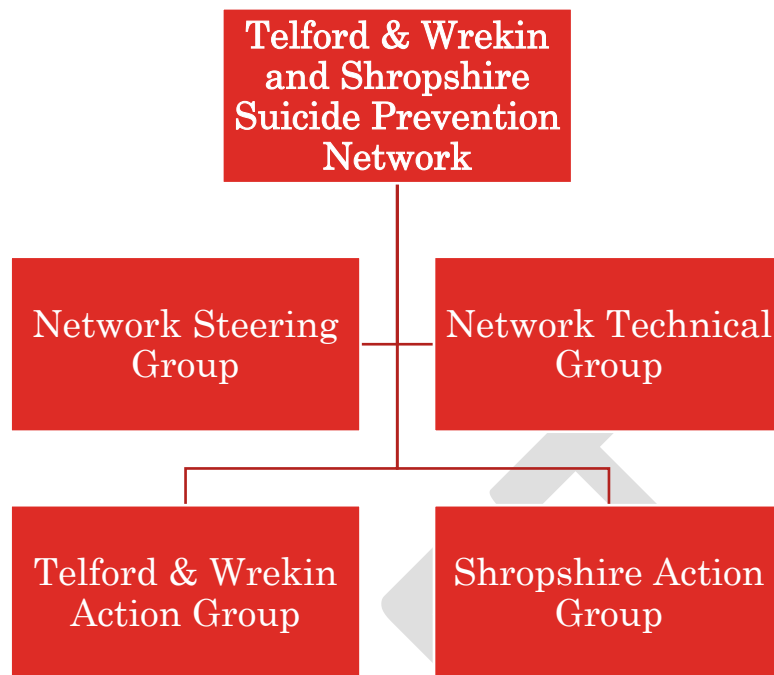 Telford & Wrekin
and Shropshire
Suicide Prevention
Network
Network Steering
Group
Network Technical
Group
Telford & Wrekin
Action Group
Shropshire Action
Group